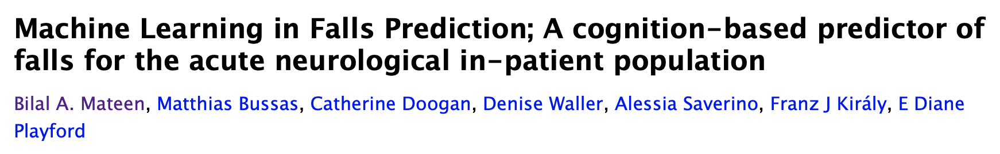 Machine Learning in Falls Prediction; A cognition-based predictor of
falls for the acute neurological in-patient population
Bilal A. Mateen, Matthias Bussas, Catherine Doogan, Denise Waller, Alessia Saverino, Franz J Király, E Diane
Playford